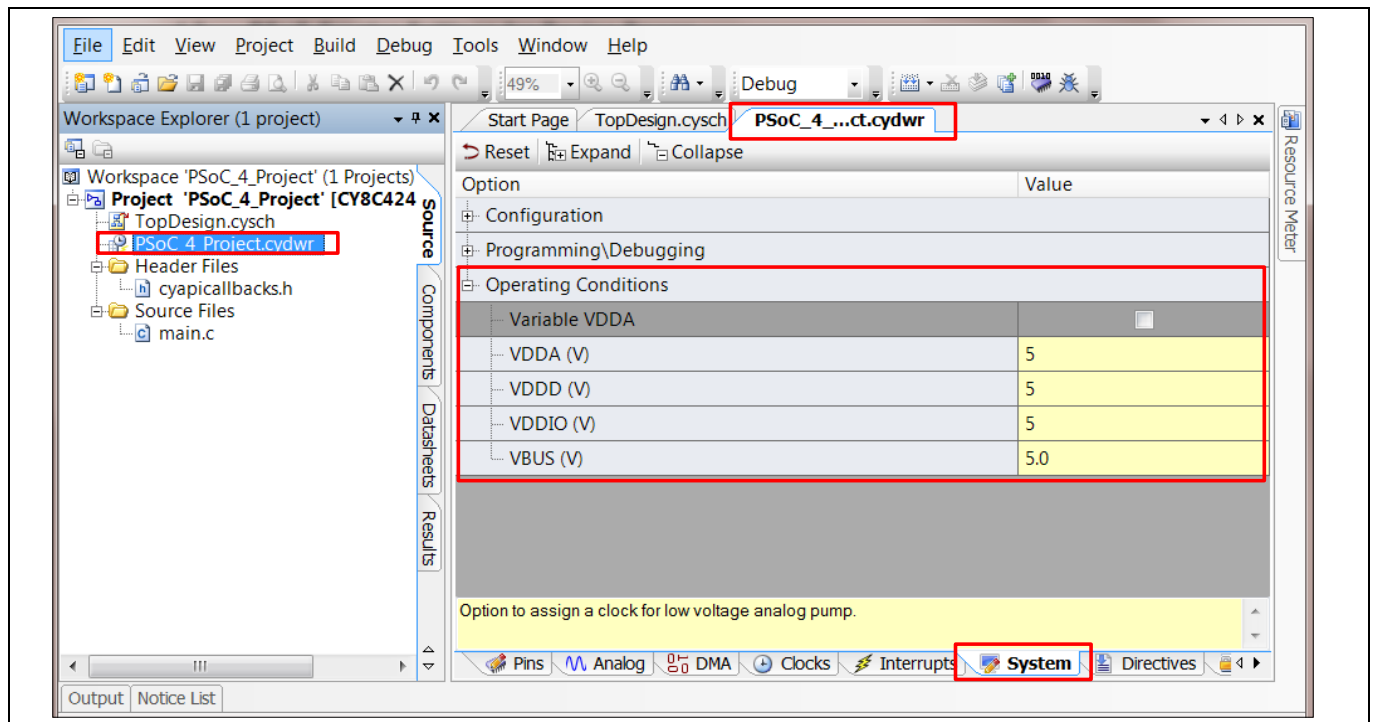 File Edit View Project Build Debug Tools Window Help
49% Debug
Workspace Explorer (1 project)
Start Page TopDesign.cysch PSoC_4_...ct.cydwr
Reset Expand Collapse
Workspace 'PSoC_4_Project' (1 Projects)
Project 'PSoC_4_Project' [CY8C424
TopDesign.cysch
PSoC_4_Project.cydwr
Header Files
cyapicallbacks.h
Source Files
main.c
Source
Components
Datasheets
Results
Option Value
Configuration
Programming\Debugging
Operating Conditions
Variable VDDA
VDDA (V) 5
VDDD (V) 5
VDDIO (V) 5
VBUS (V) 5.0
Option to assign a clock for low voltage analog pump.
Pins Analog DMA Clocks Interrupts System Directives
Resource Meter
Output Notice List